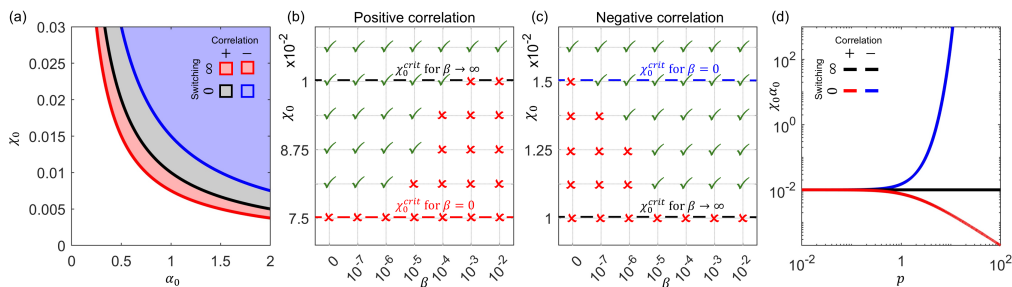 (a)
Correlation
+ −
Switching
∞
0
0.03
0.025
0.02
0.015
0.01
0.005
0
χ₀
0 0.5 1 1.5 2
α₀
(b)
Positive correlation
x10⁻²
1
8.75
7.5
χ₀
χ₀ᶜʳⁱᵗ for β → ∞
χ₀ᶜʳⁱᵗ for β = 0
0 10⁻⁷ 10⁻⁶ 10⁻⁵ 10⁻⁴ 10⁻³ 10⁻²
β
(c)
Negative correlation
x10⁻²
1.5
1.25
1
χ₀
χ₀ᶜʳⁱᵗ for β = 0
χ₀ᶜʳⁱᵗ for β → ∞
0 10⁻⁷ 10⁻⁶ 10⁻⁵ 10⁻⁴ 10⁻³ 10⁻²
β
(d)
Correlation
+ −
Switching
∞
0
10²
10⁰
10⁻²
χ₀α₀
10⁻² 1 10²
p